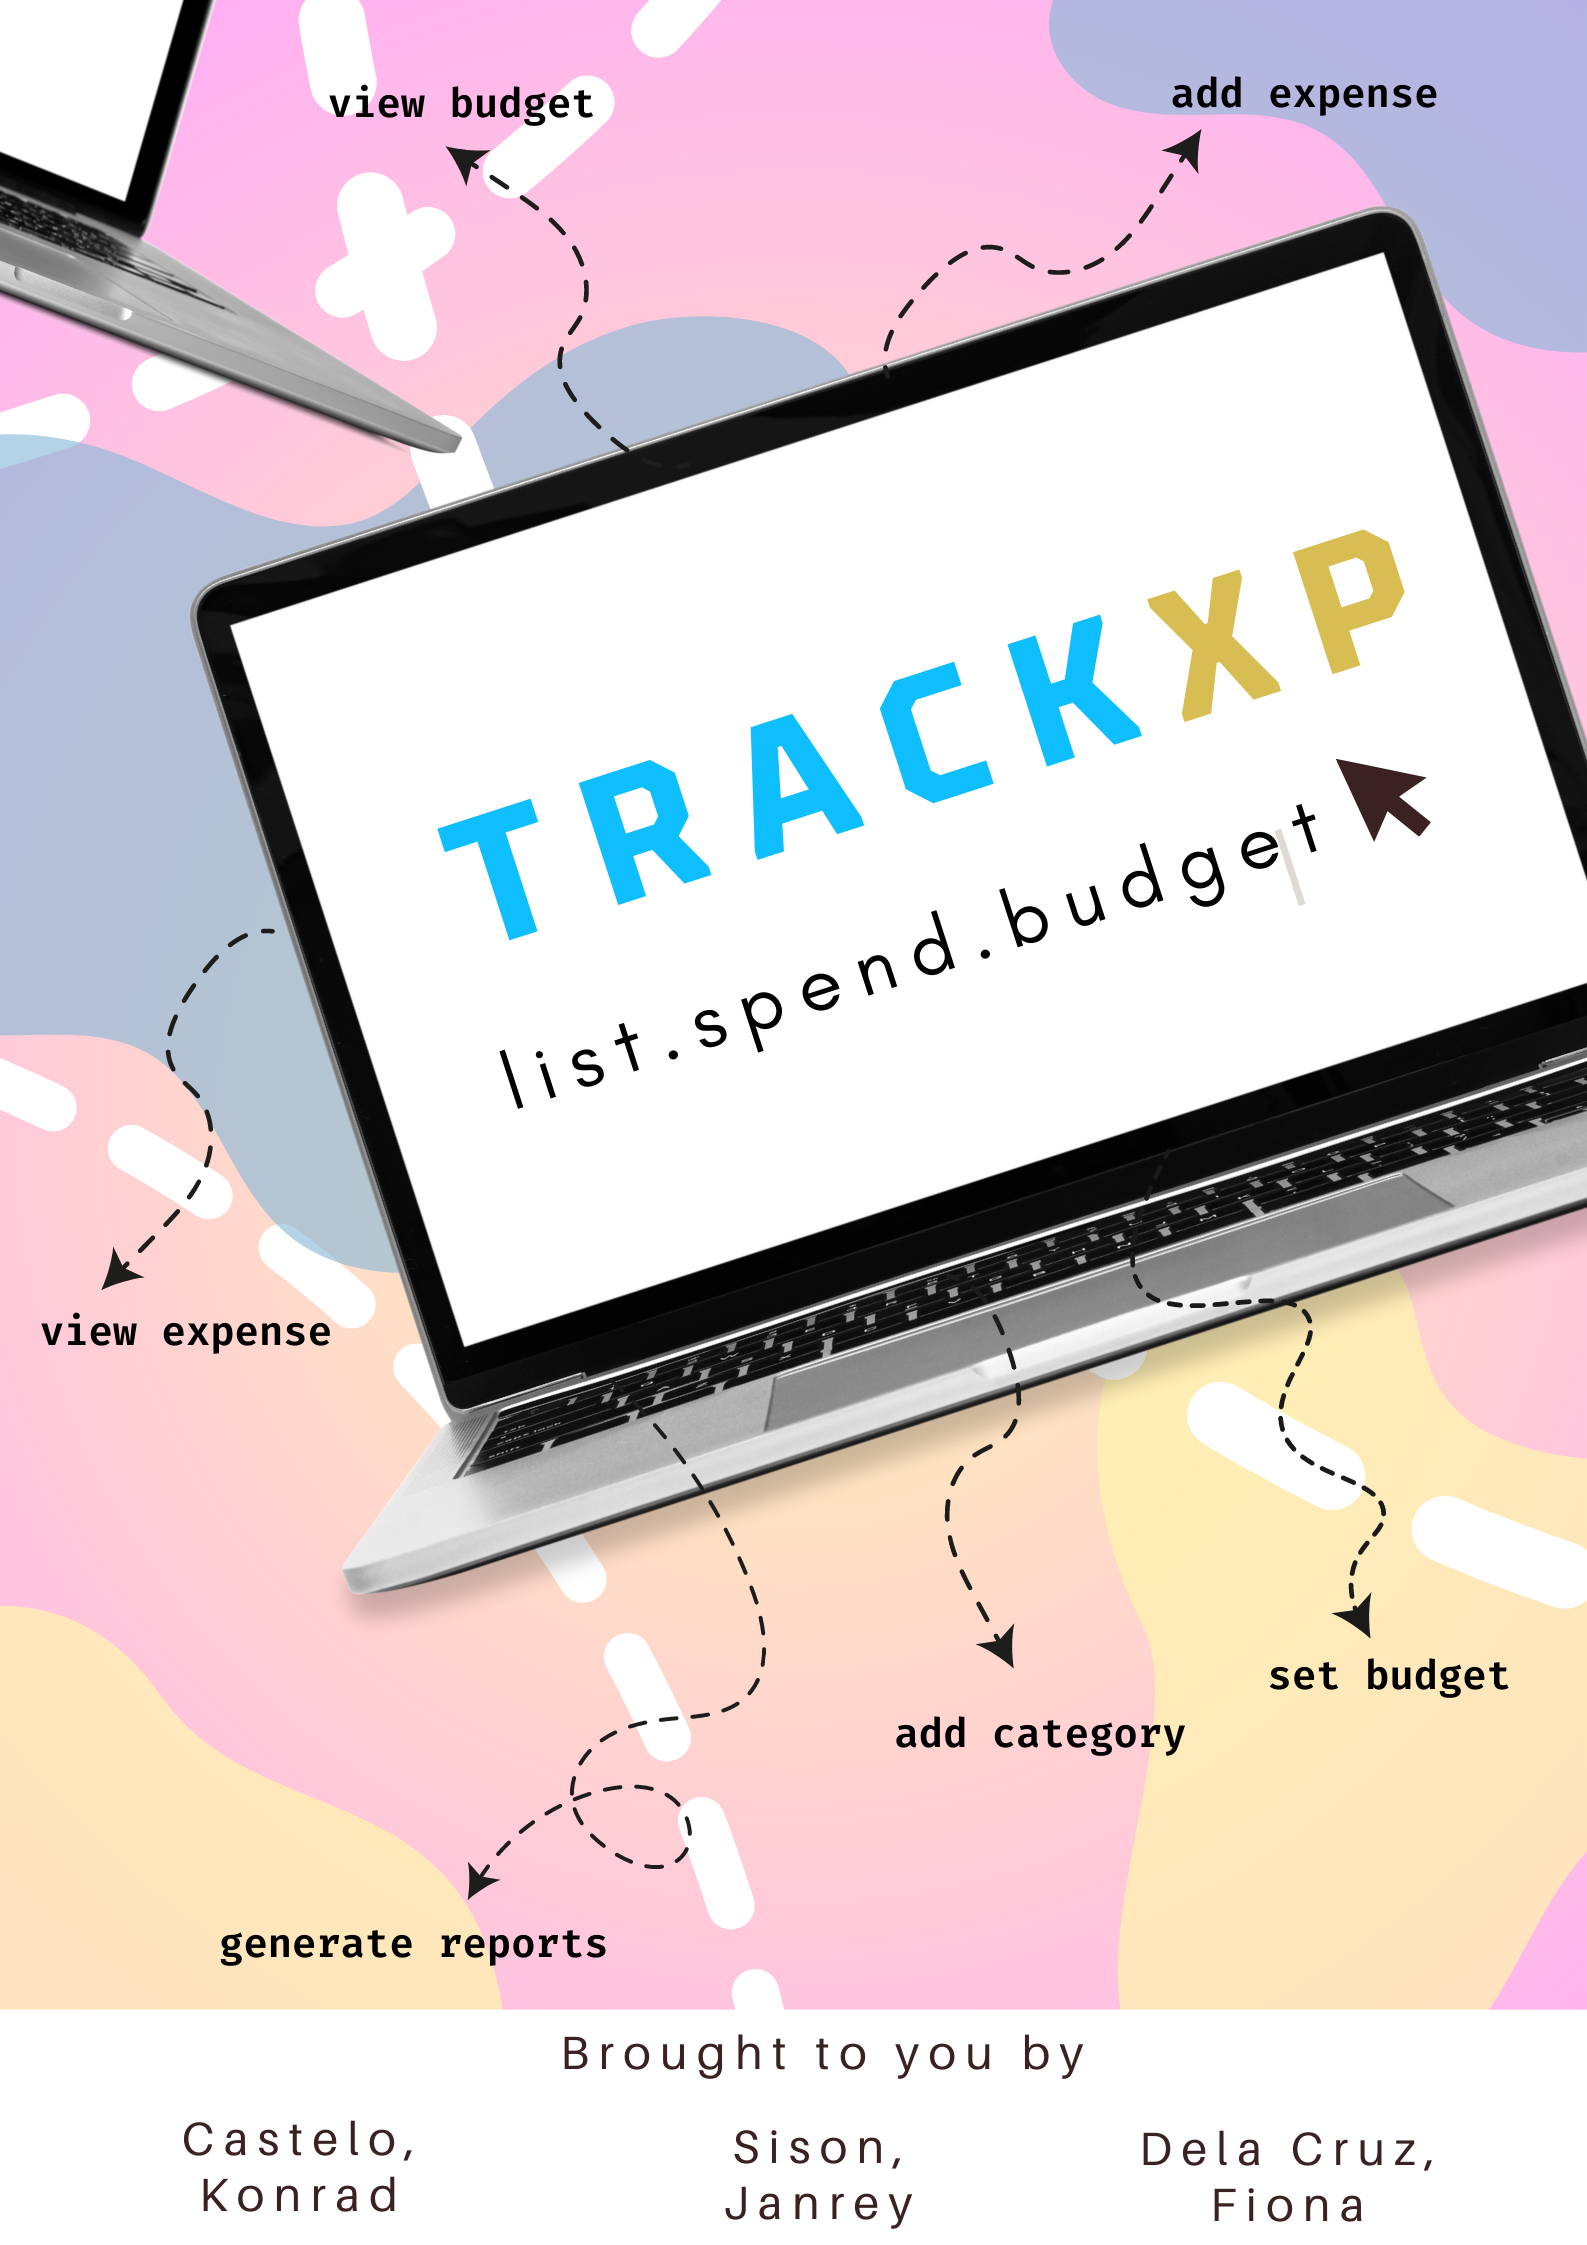 view budget
add expense
TRACKXP
list.spend.budget
view expense
set budget
add category
generate reports
Brought to you by
Castelo,
Konrad
Sison,
Janrey
Dela Cruz,
Fiona